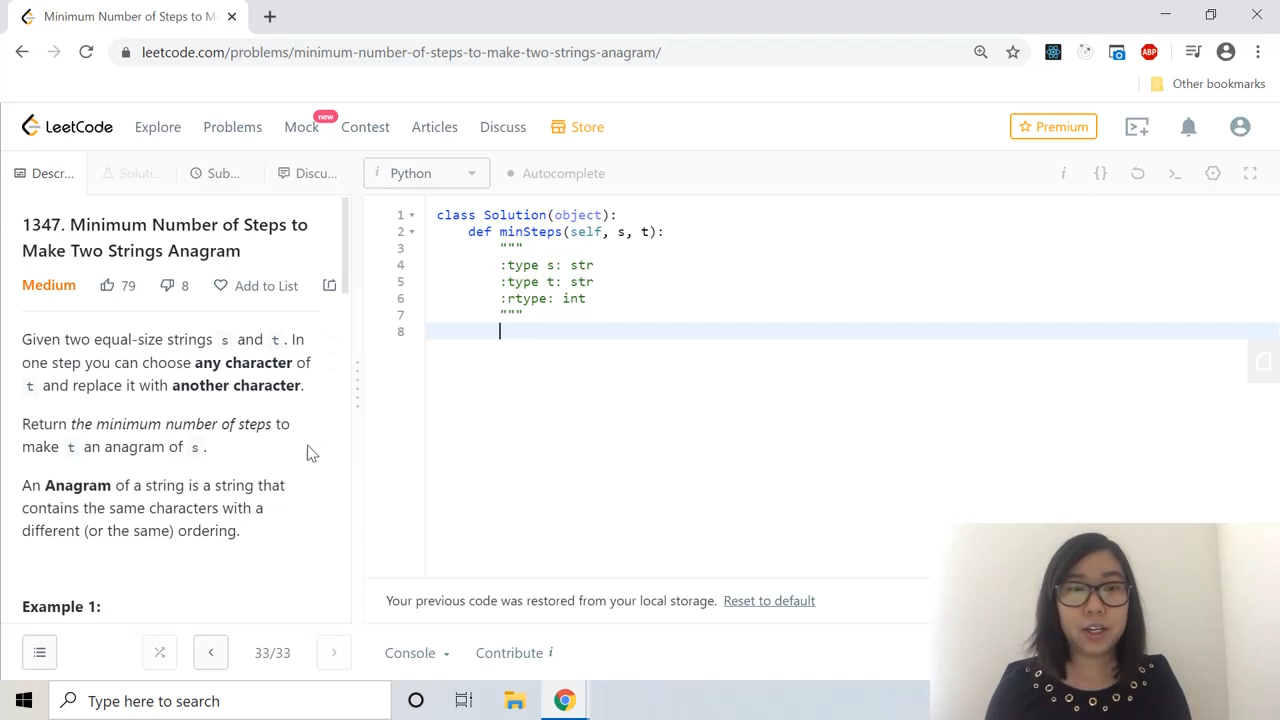 Minimum Number of Steps to M
leetcode.com/problems/minimum-number-of-steps-to-make-two-strings-anagram/
ABP
Other bookmarks
LeetCode
Explore
Problems
Mock
new
Contest
Articles
Discuss
Store
Premium
Descr...
Soluti...
Sub...
Discu...
i Python
Autocomplete
i {}
1347. Minimum Number of Steps to
Make Two Strings Anagram
Medium
79
8
Add to List
Given two equal-size strings s and t. In
one step you can choose any character of
t and replace it with another character.
Return the minimum number of steps to
make t an anagram of s.
An Anagram of a string is a string that
contains the same characters with a
different (or the same) ordering.
Example 1:
1 class Solution(object):
2 def minSteps(self, s, t):
3 """
4 :type s: str
5 :type t: str
6 :rtype: int
7 """
8
Your previous code was restored from your local storage. Reset to default
33/33
Console
Contribute i
Type here to search